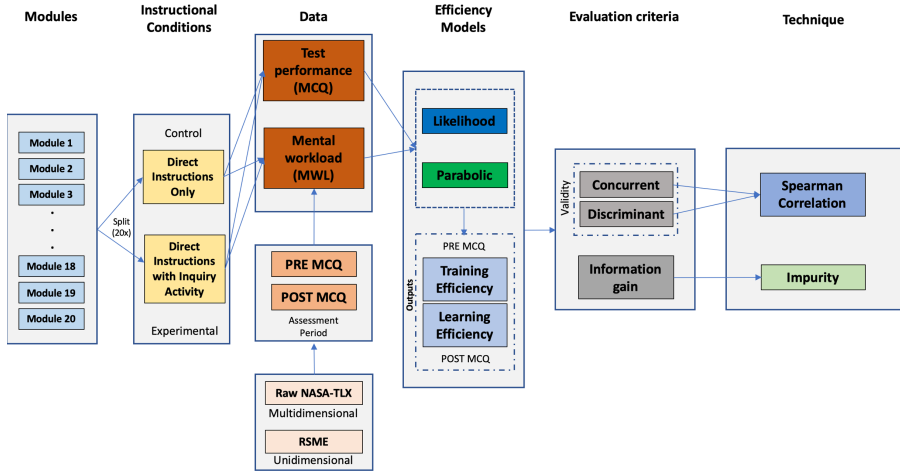 Modules
Instructional
Conditions
Data
Efficiency
Models
Evaluation criteria
Technique
Module 1
Module 2
Module 3
Module 18
Module 19
Module 20
Split
(20x)
Control
Direct
Instructions
Only
Direct
Instructions
with Inquiry
Activity
Experimental
Test
performance
(MCQ)
Mental
workload
(MWL)
PRE MCQ
POST MCQ
Assessment
Period
Raw NASA-TLX
Multidimensional
RSME
Unidimensional
Likelihood
Parabolic
Outputs
PRE MCQ
Training
Efficiency
Learning
Efficiency
POST MCQ
Validity
Concurrent
Discriminant
Information
gain
Spearman
Correlation
Impurity